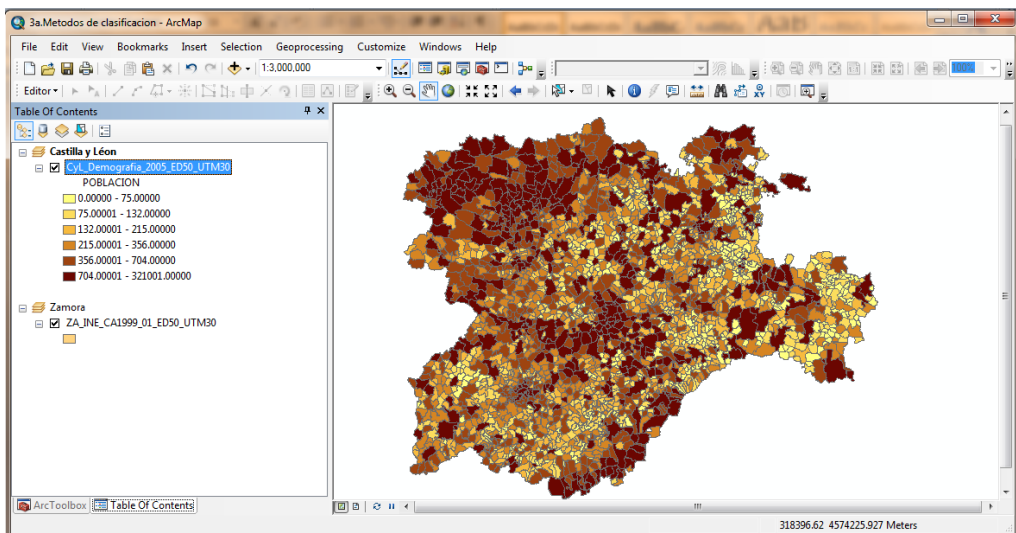 3a.Metodos de clasificacion - ArcMap
File Edit View Bookmarks Insert Selection Geoprocessing Customize Windows Help
1:3,000,000
100%
Editor
Table Of Contents
Castilla y Léon
CyL_Demografia_2005_ED50_UTM30
POBLACION
0.00000 - 75.00000
75.00001 - 132.00000
132.00001 - 215.00000
215.00001 - 356.00000
356.00001 - 704.00000
704.00001 - 321001.00000
Zamora
ZA_INE_CA1999_01_ED50_UTM30
ArcToolbox Table Of Contents
318396.62 4574225.927 Meters